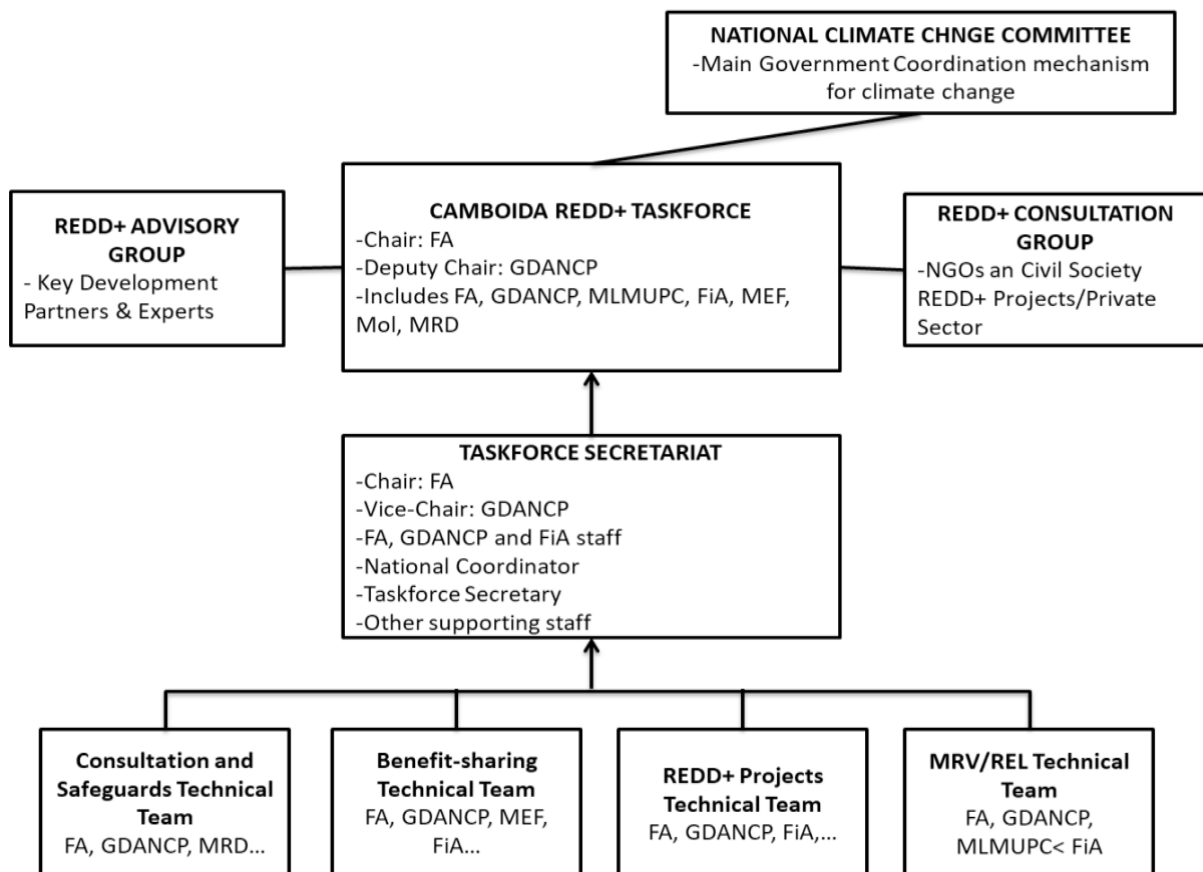 NATIONAL CLIMATE CHNGE COMMITTEE
-Main Government Coordination mechanism
for climate change
REDD+ ADVISORY
GROUP
- Key Development
Partners & Experts
CAMBOIDA REDD+ TASKFORCE
-Chair: FA
-Deputy Chair: GDANCP
-Includes FA, GDANCP, MLMUPC, FiA, MEF,
MoI, MRD
REDD+ CONSULTATION
GROUP
-NGOs an Civil Society
REDD+ Projects/Private
Sector
TASKFORCE SECRETARIAT
-Chair: FA
-Vice-Chair: GDANCP
-FA, GDANCP and FiA staff
-National Coordinator
-Taskforce Secretary
-Other supporting staff
Consultation and
Safeguards Technical
Team
FA, GDANCP, MRD...
Benefit-sharing
Technical Team
FA, GDANCP, MEF,
FiA...
REDD+ Projects
Technical Team
FA, GDANCP, FiA,...
MRV/REL Technical
Team
FA, GDANCP,
MLMUPC< FiA